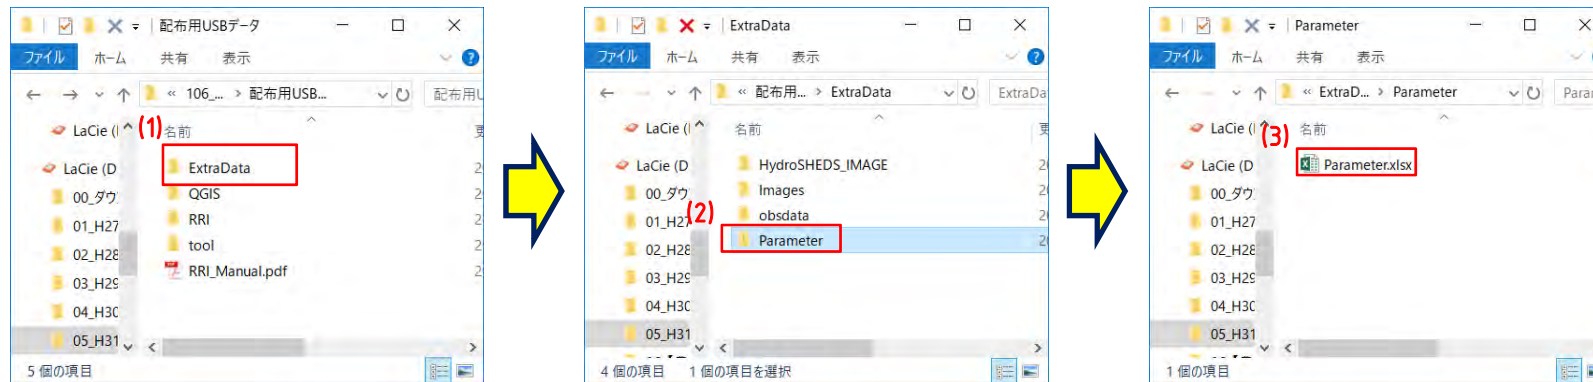 配布用USBデータ
ファイル ホーム 共有 表示
« 106_... > 配布用USB...
配布用U
LaCie (
(1)
名前
LaCie (D
00_ダウ
01_H27
02_H28
03_H29
04_H30
05_H31
ExtraData
QGIS
RRI
tool
RRI_Manual.pdf
5 個の項目
ExtraData
ファイル ホーム 共有 表示
« 配布用... > ExtraData
ExtraDa
LaCie (
名前
LaCie (D
00_ダウ
01_H27
02_H28
03_H29
04_H30
05_H31
HydroSHEDS_IMAGE
Images
obsdata
(2)
Parameter
4 個の項目 1 個の項目を選択
Parameter
ファイル ホーム 共有 表示
« ExtraD... > Parameter
Parar
LaCie (
(3)
名前
LaCie (D
00_ダウ
01_H27
02_H28
03_H29
04_H30
05_H31
Parameter.xlsx
1 個の項目